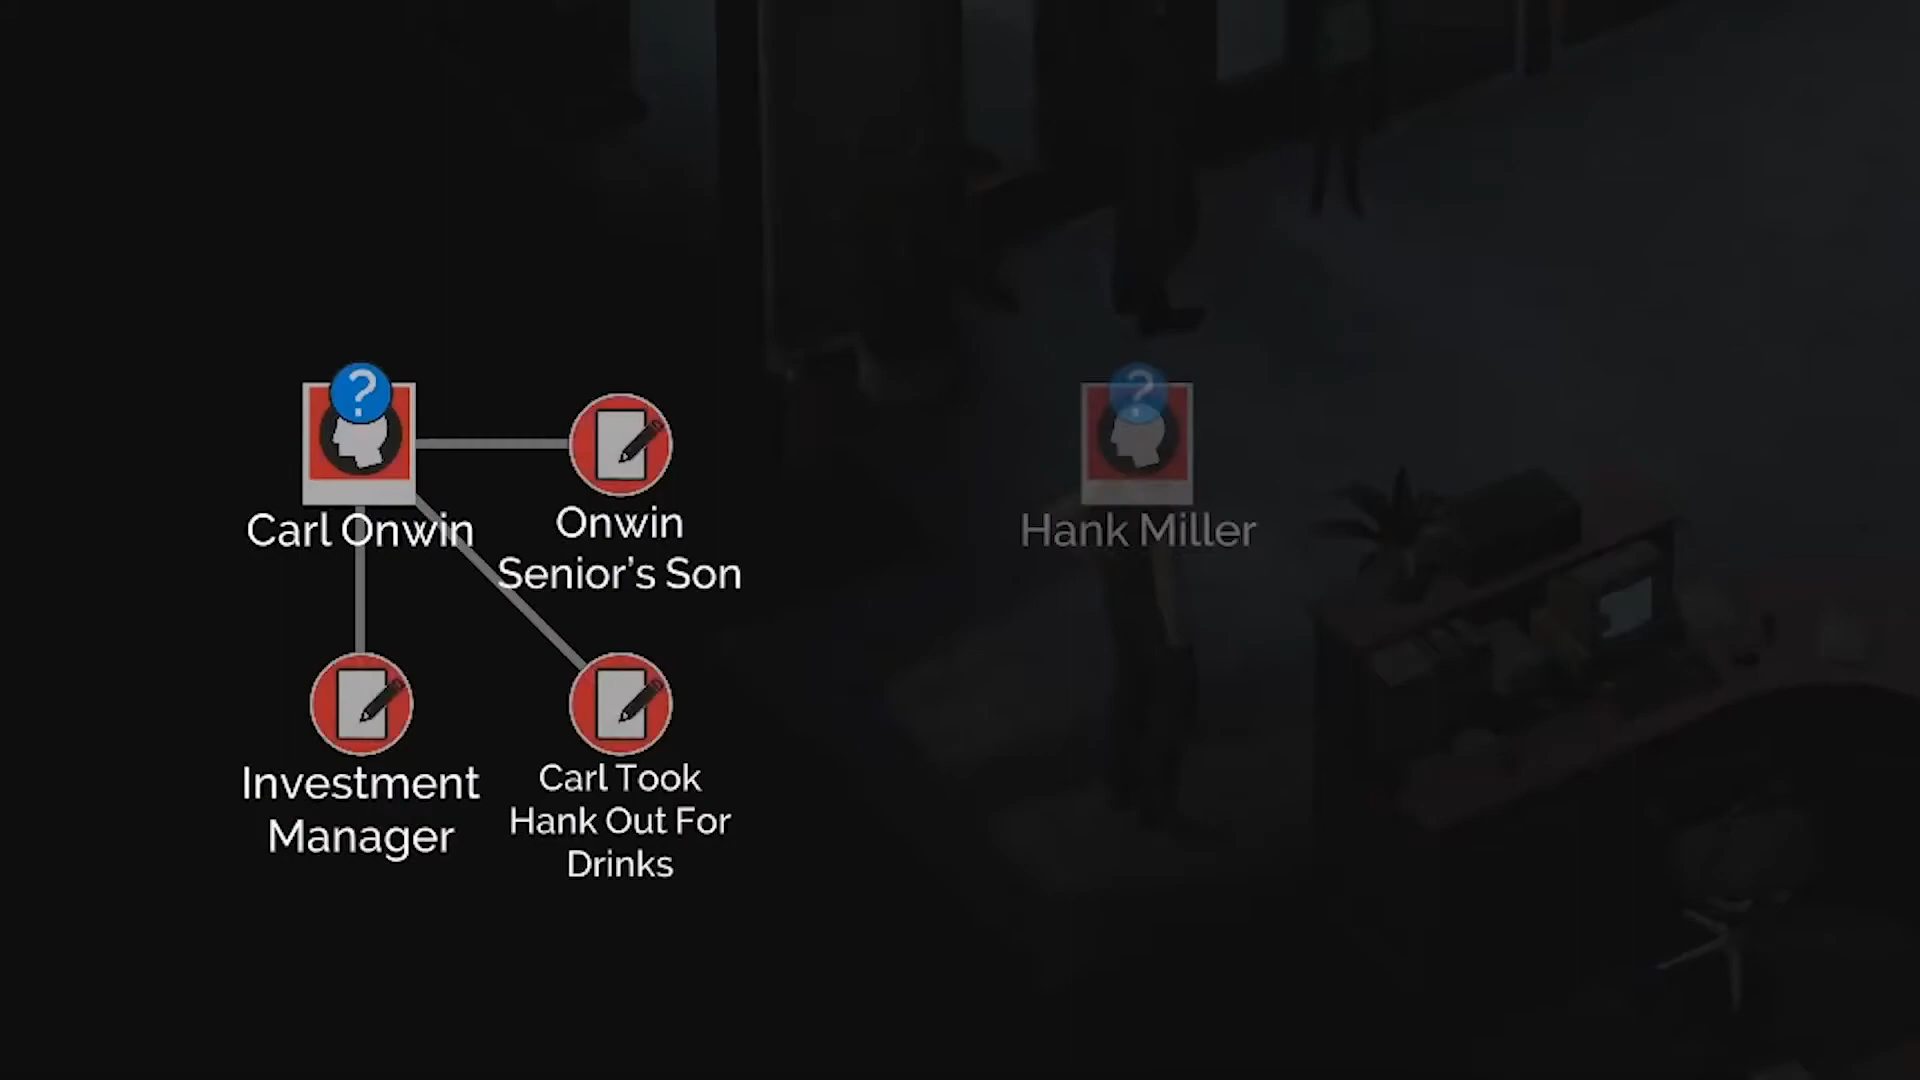 ?
?
Carl Onwin
Onwin
Senior's Son
Hank Miller
Investment
Manager
Carl Took
Hank Out For
Drinks